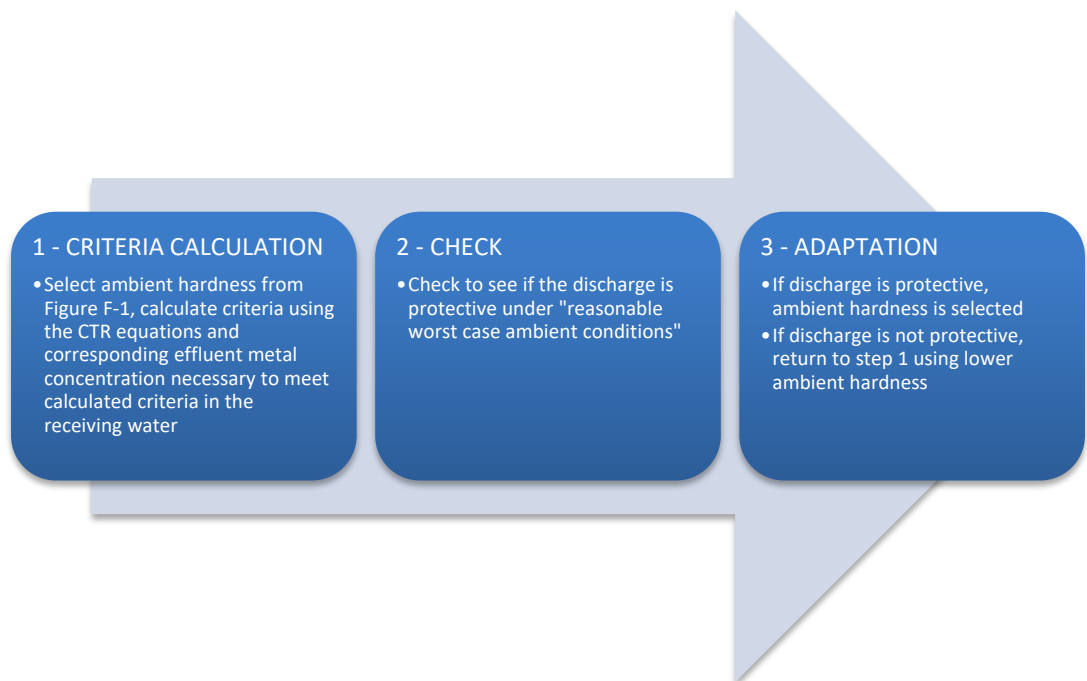 1 - CRITERIA CALCULATION
•Select ambient hardness from
Figure F-1, calculate criteria using
the CTR equations and
corresponding effluent metal
concentration necessary to meet
calculated criteria in the
receiving water
2 - CHECK
•Check to see if the discharge is
protective under "reasonable
worst case ambient conditions"
3 - ADAPTATION
•If discharge is protective,
ambient hardness is selected
•If discharge is not protective,
return to step 1 using lower
ambient hardness